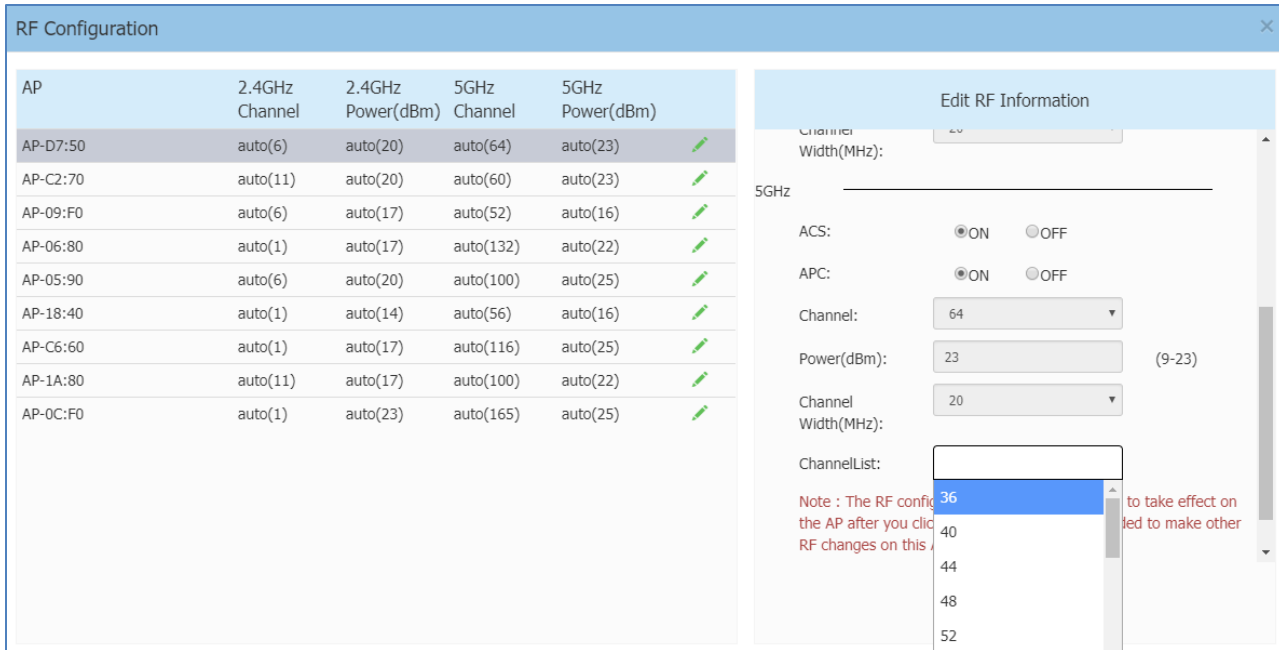 RF Configuration
AP 2.4GHz Channel 2.4GHz Power(dBm) 5GHz Channel 5GHz Power(dBm)
AP-D7:50 auto(6) auto(20) auto(64) auto(23)
AP-C2:70 auto(11) auto(20) auto(60) auto(23)
AP-09:F0 auto(6) auto(17) auto(52) auto(16)
AP-06:80 auto(1) auto(17) auto(132) auto(22)
AP-05:90 auto(6) auto(20) auto(100) auto(25)
AP-18:40 auto(1) auto(14) auto(56) auto(16)
AP-C6:60 auto(1) auto(17) auto(116) auto(25)
AP-1A:80 auto(11) auto(17) auto(100) auto(22)
AP-0C:F0 auto(1) auto(23) auto(165) auto(25)
Edit RF Information
Channel 20
Width(MHz):
5GHz
ACS: ON OFF
APC: ON OFF
Channel: 64
Power(dBm): 23 (9-23)
Channel 20
Width(MHz):
ChannelList:
Note : The RF to take effect on
the AP after you to make other
RF changes on this
36
40
44
48
52